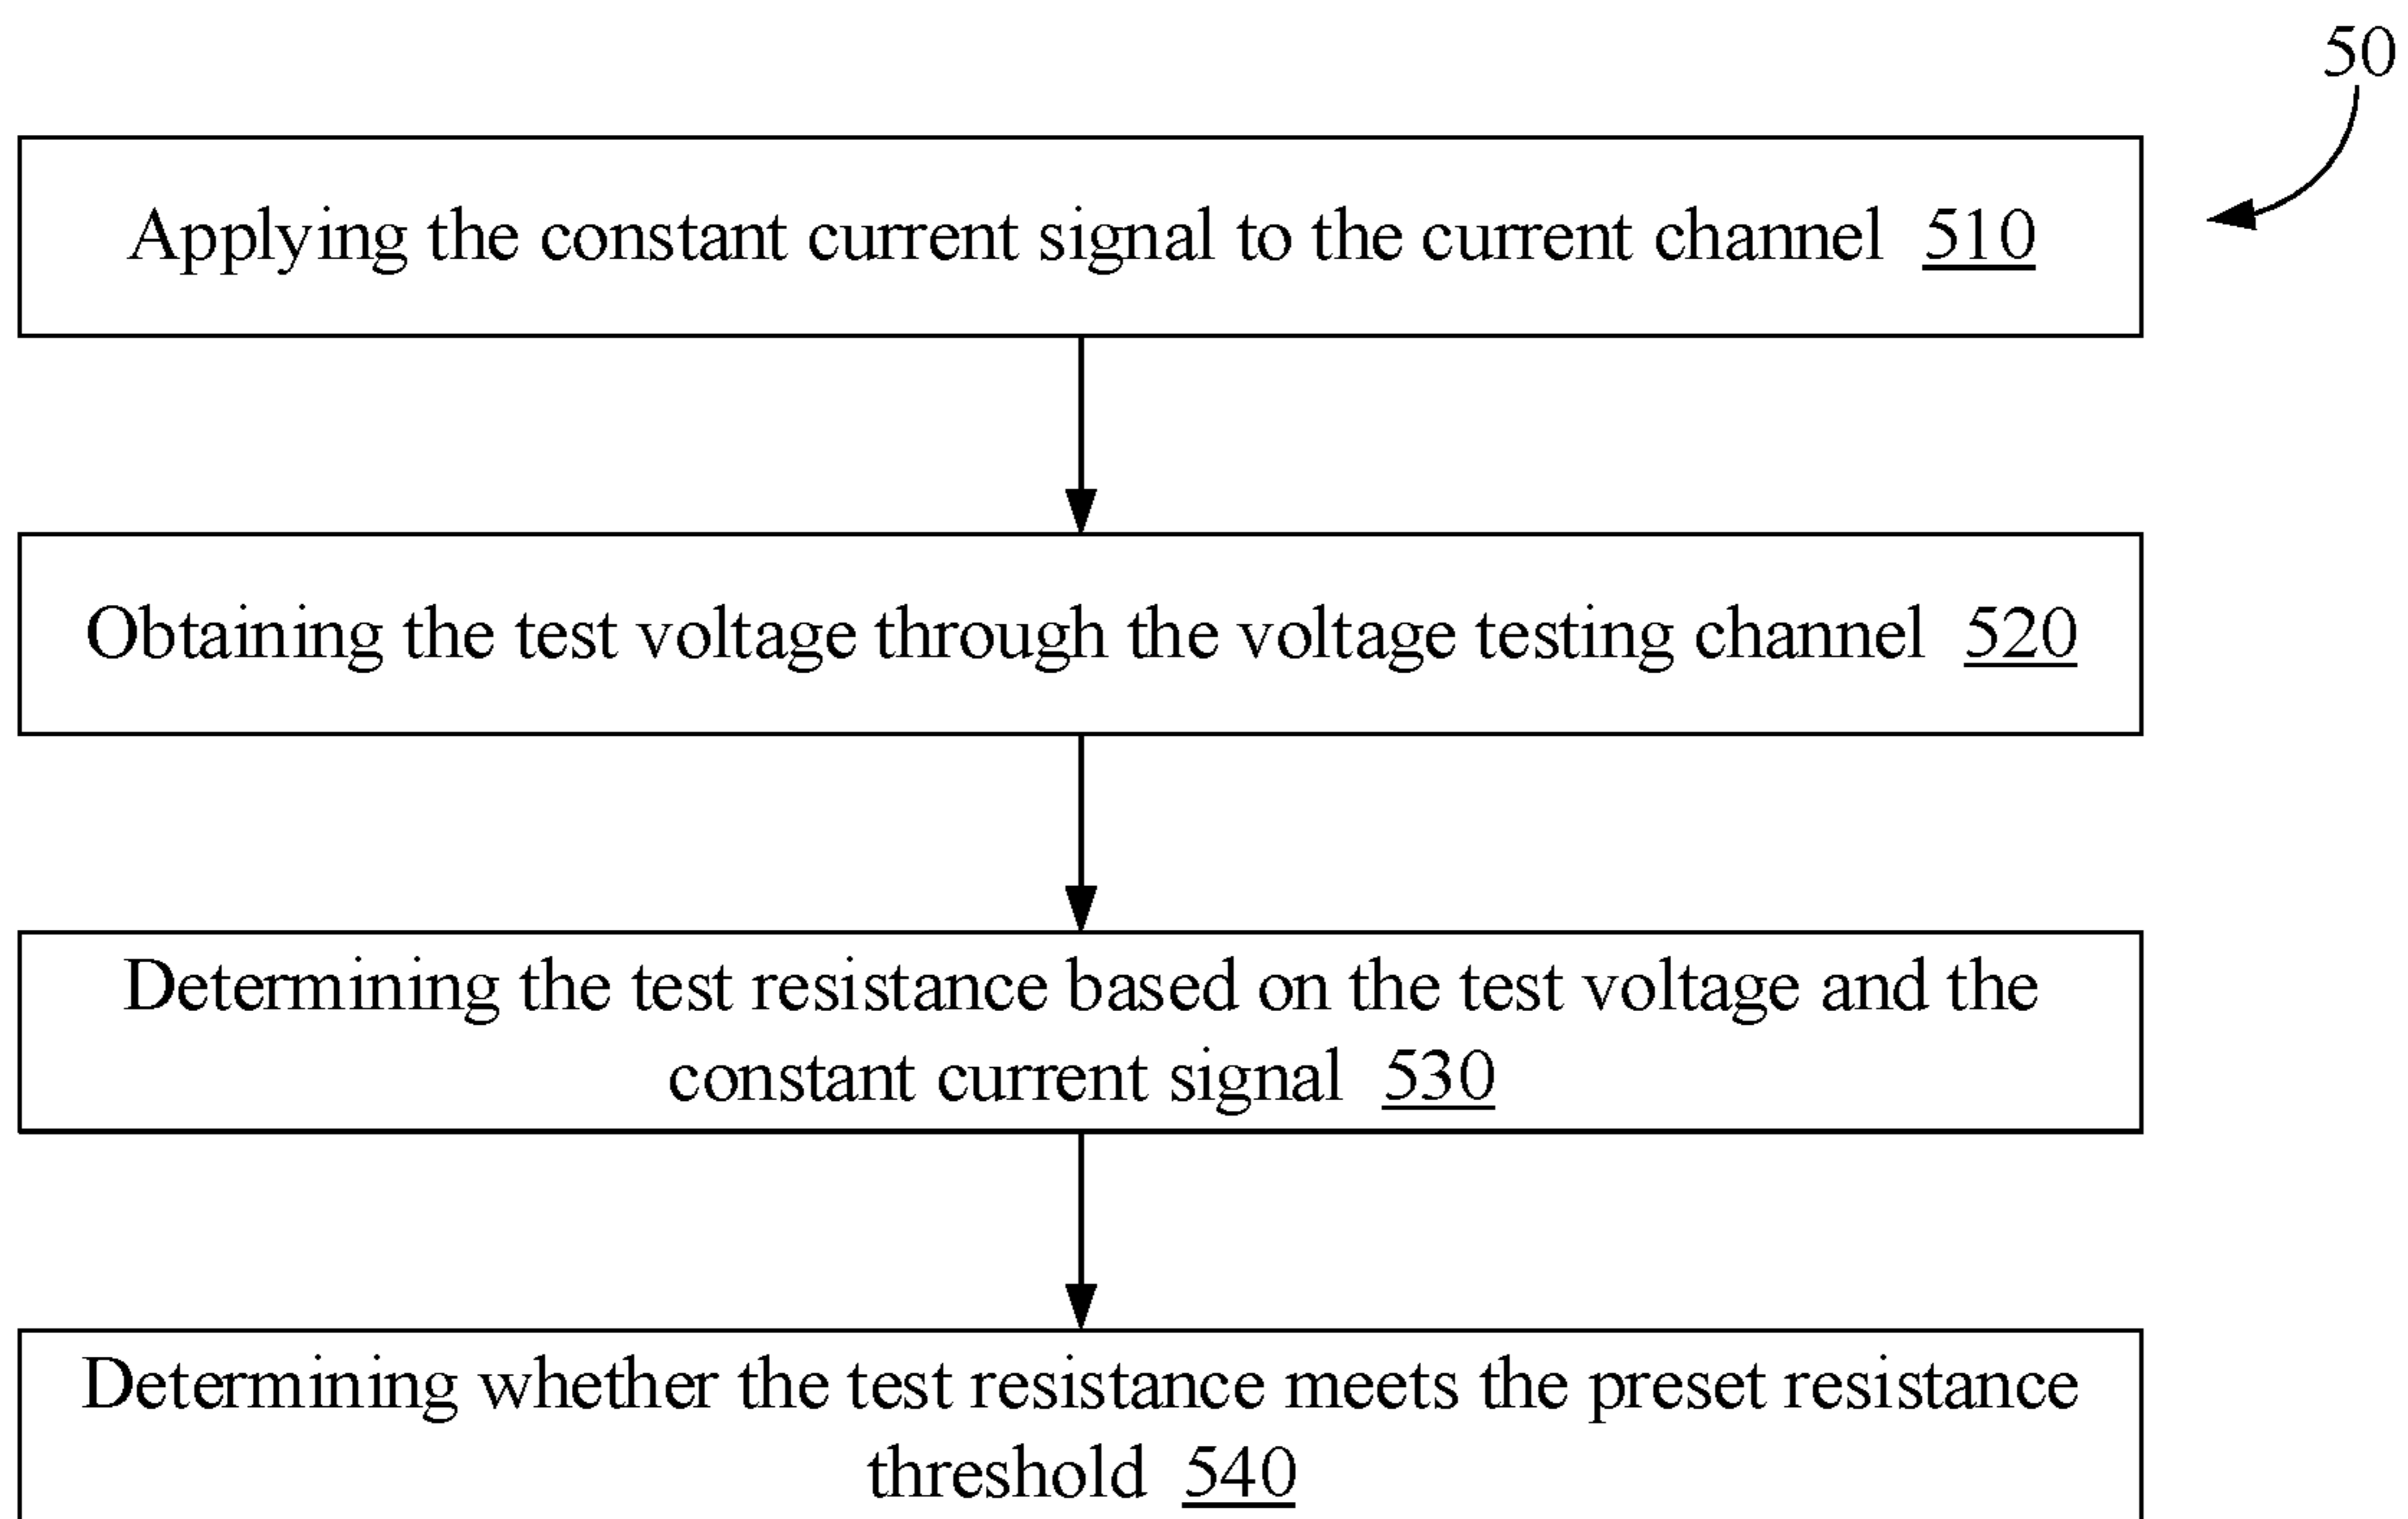 50
Applying the constant current signal to the current channel 510
Obtaining the test voltage through the voltage testing channel 520
Determining the test resistance based on the test voltage and the
constant current signal 530
Determining whether the test resistance meets the preset resistance
threshold 540